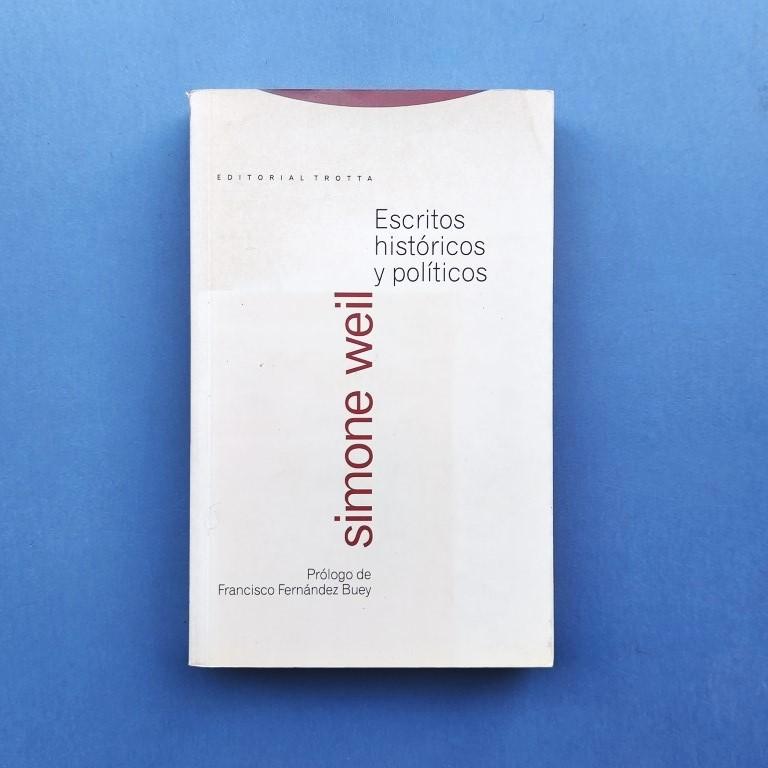 EDITORIAL TROTTA
Escritos
históricos
y políticos
simone weil
Prólogo de
Francisco Fernández Buey